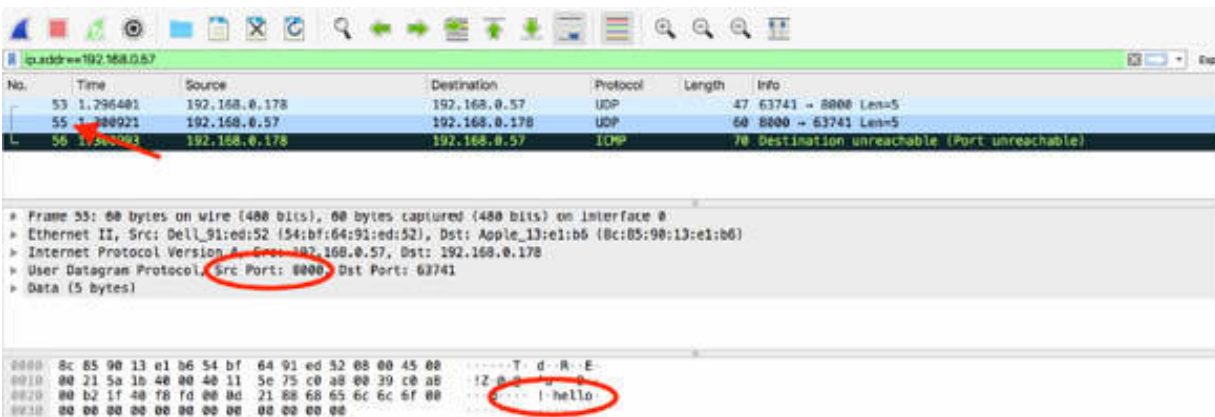 ip.addr==192.168.0.57
No. Time Source Destination Protocol Length Info
53 1.296401 192.168.0.178 192.168.0.57 UDP 47 63741 → 8000 Len=5
55 1.300921 192.168.0.57 192.168.0.178 UDP 60 8000 → 63741 Len=5
56 192.168.0.178 192.168.0.57 ICMP 70 Destination unreachable (Port unreachable)
Frame 55: 60 bytes on wire (480 bits), 60 bytes captured (480 bits) on interface 0
Ethernet II, Src: Dell_91:ed:52 (54:bf:64:91:ed:52), Dst: Apple_13:e1:b6 (8c:85:90:13:e1:b6)
Internet Protocol Version 4, Src: 192.168.0.57, Dst: 192.168.0.178
User Datagram Protocol, Src Port: 8000, Dst Port: 63741
Data (5 bytes)
0000 8c 85 90 13 e1 b6 54 bf 64 91 ed 52 08 00 45 00 ······T· d··R··E·
0010 00 21 5a 1b 40 00 40 11 5e 75 c0 a8 00 39 c0 a8
0020 00 b2 1f 40 f8 fd 00 0d 21 88 68 65 6c 6c 6f 00 !·hello·
0030 00 00 00 00 00 00 00 00 00 00 00 00